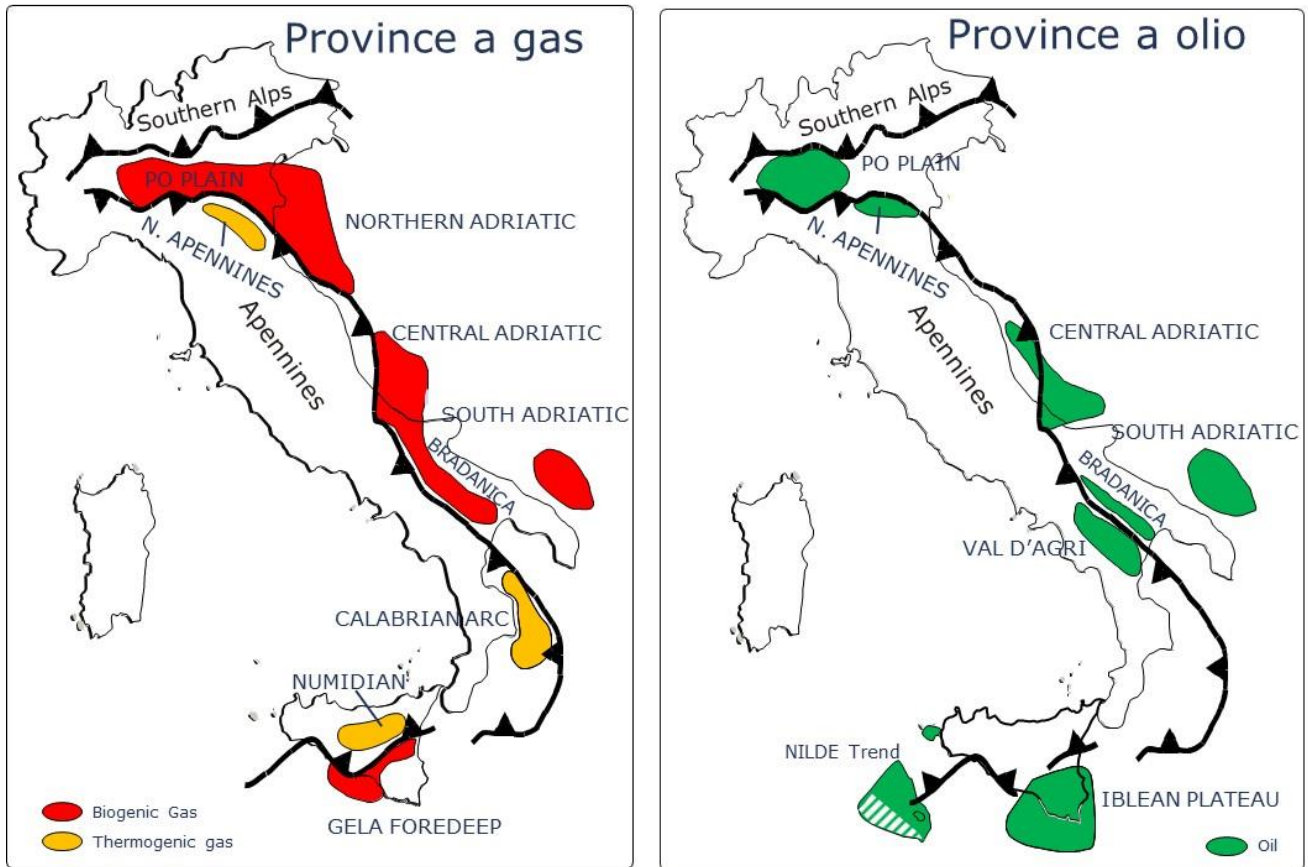 Province a gas
Southern Alps
PO PLAIN
NORTHERN ADRIATIC
N. APENNINES
Apennines
CENTRAL ADRIATIC
SOUTH ADRIATIC
BRADANICA
CALABRIAN ARC
NUMIDIAN
Biogenic Gas
Thermogenic gas
GELA FOREDEEP
Province a olio
Southern Alps
PO PLAIN
N. APENNINES
Apennines
CENTRAL ADRIATIC
SOUTH ADRIATIC
BRADANICA
VAL D'AGRI
NILDE Trend
IBLEAN PLATEAU
Oil